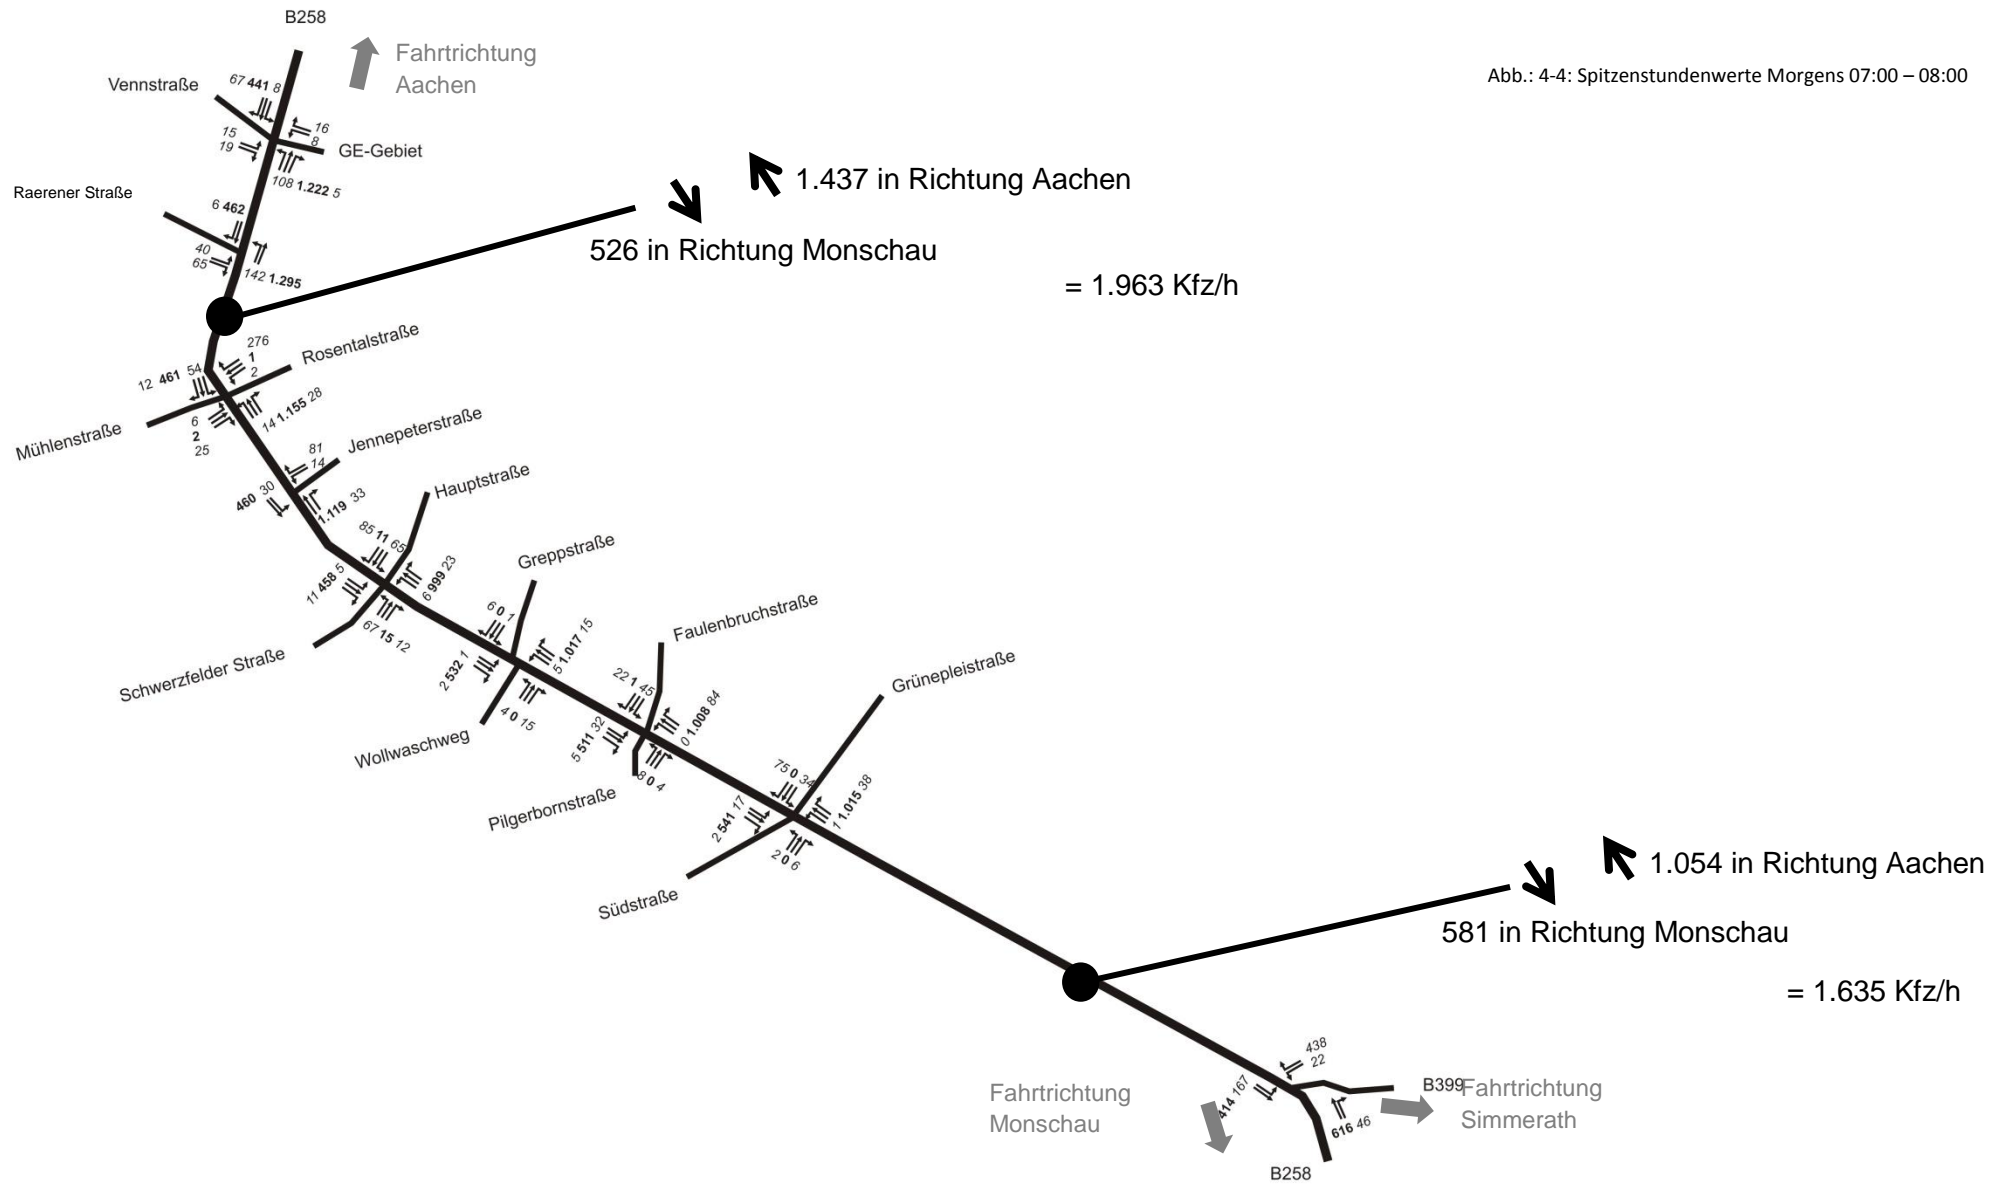 B258
Fahrtrichtung
Aachen
Abb.: 4-4: Spitzenstundenwerte Morgens 07:00 – 08:00
Vennstraße
67 441 8
15
19
16
8
GE-Gebiet
108 1.222 5
Raerener Straße
6 462
40
65
142 1.295
1.437 in Richtung Aachen
526 in Richtung Monschau
= 1.963 Kfz/h
276
1
2
Rosentalstraße
12 461 54
Mühlenstraße
6
2
25
14 1.155 28
Jennepeterstraße
81
14
460 30
1.119 33
Hauptstraße
85 11 65
11 458 5
6 999 23
67 15 12
Schwerzfelder Straße
Greppstraße
6 0 1
2 532 1
5 1.017 15
4 0 15
Wollwaschweg
Faulenbruchstraße
22 1 45
5 511 32
0 1.008 84
8 0 4
Pilgerbornstraße
Grünepleistraße
75 0 34
2 541 17
1 1.015 38
2 0 6
Südstraße
1.054 in Richtung Aachen
581 in Richtung Monschau
= 1.635 Kfz/h
438
22
414 167
616 46
B399
Fahrtrichtung
Simmerath
Fahrtrichtung
Monschau
B258